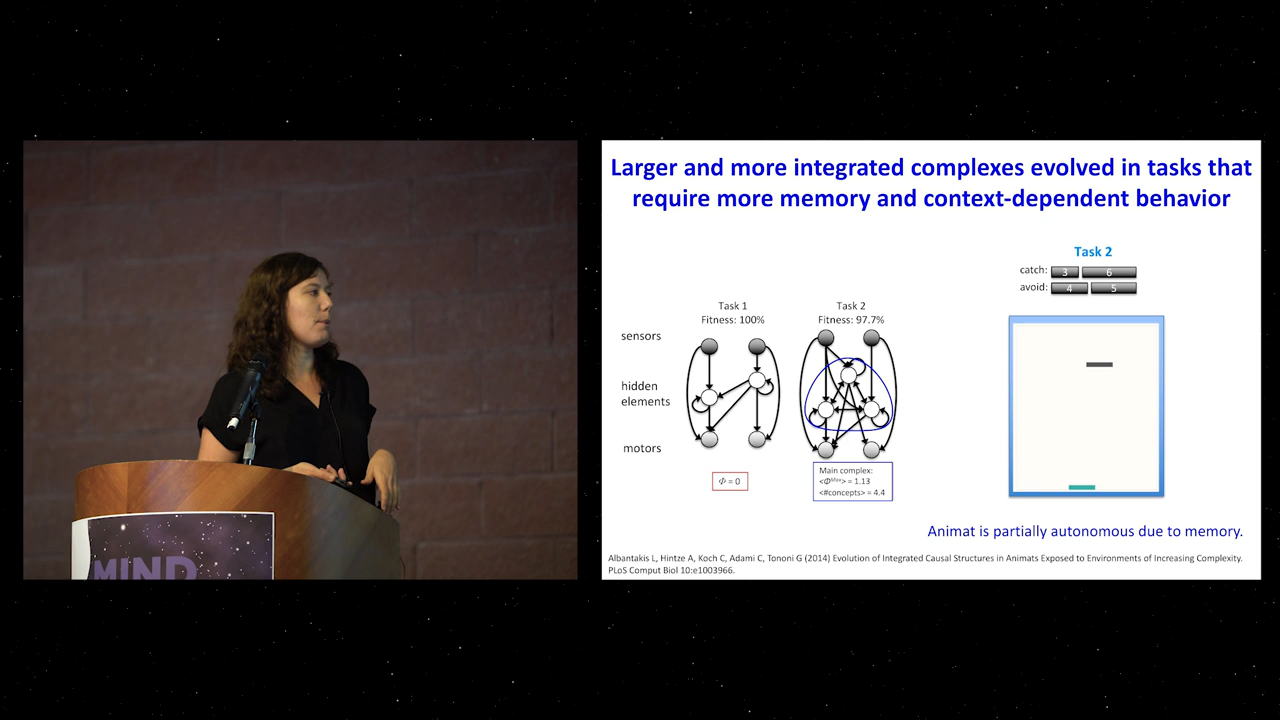 Larger and more integrated complexes evolved in tasks that
require more memory and context-dependent behavior
Task 2
catch: 3 6
avoid: 4 5
Task 1
Fitness: 100%
Task 2
Fitness: 97.7%
sensors
hidden
elements
motors
Φ = 0
Main complex:
<Φᴹᵃˣ> = 1.13
<#concepts> = 4.4
Animat is partially autonomous due to memory.
Albantakis L, Hintze A, Koch C, Adami C, Tononi G (2014) Evolution of Integrated Causal Structures in Animats Exposed to Environments of Increasing Complexity.
PLoS Comput Biol 10:e1003966.
MIND